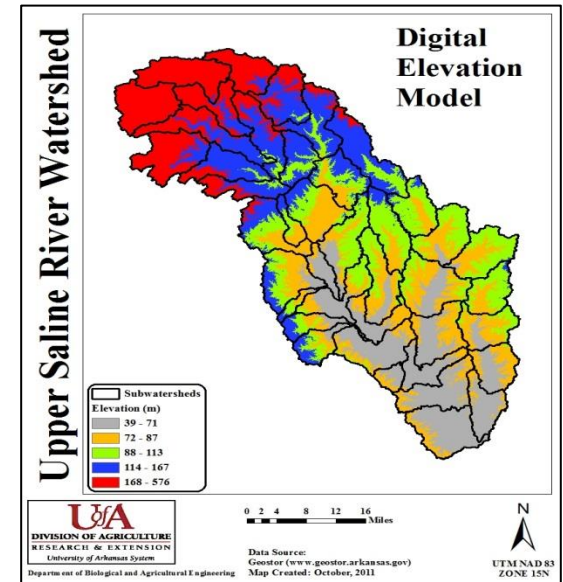 Upper Saline River Watershed
Digital
Elevation
Model
Subwatersheds
Elevation (m)
39 - 71
72 - 87
88 - 113
114 - 167
168 - 576
UofA
DIVISION OF AGRICULTURE
RESEARCH & EXTENSION
University of Arkansas System
Department of Biological and Agricultural Engineering
0 2 4 8 12 16
Miles
Data Source:
Geostor (www.geostor.arkansas.gov)
Map Created: October, 2011
N
UTM NAD 83
ZONE 15N